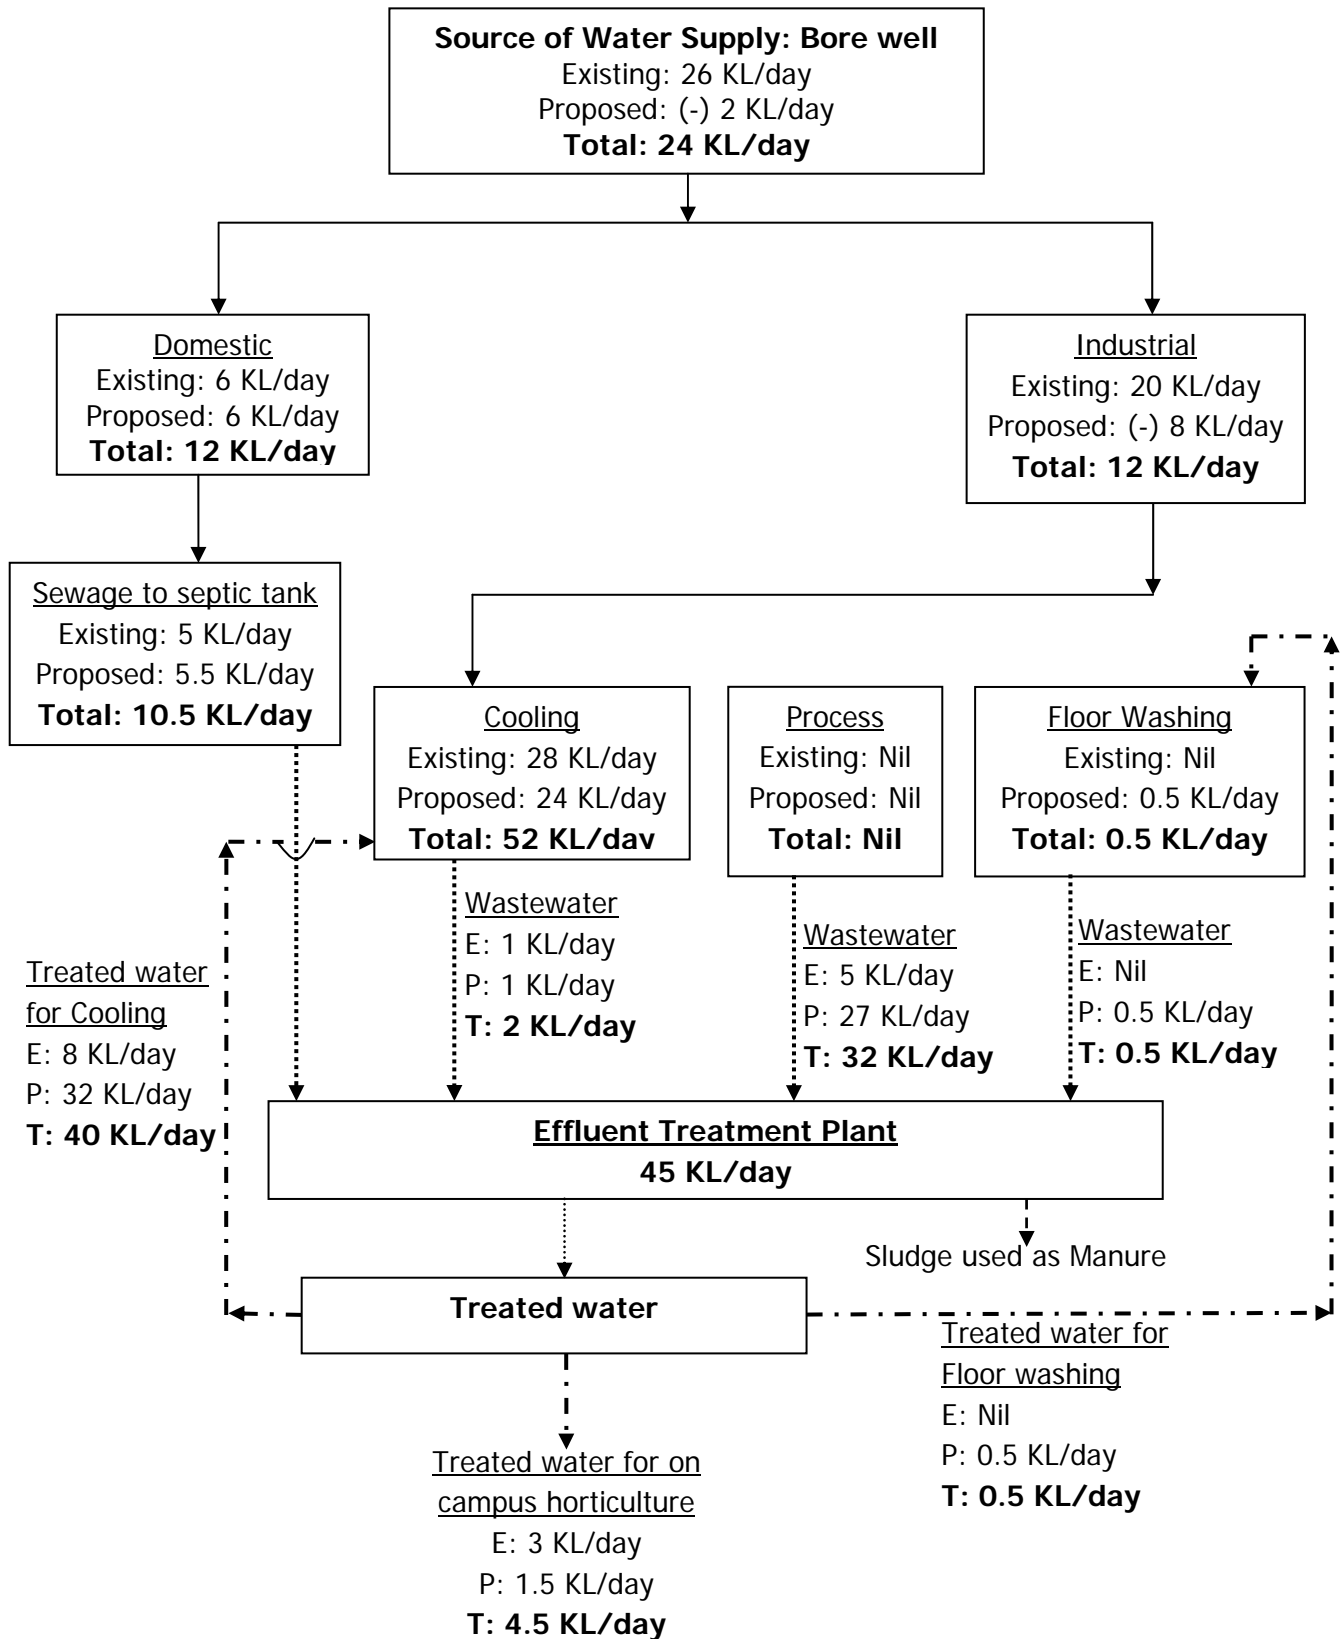 Source of Water Supply: Bore well
Existing: 26 KL/day
Proposed: (-) 2 KL/day
Total: 24 KL/day
Domestic
Existing: 6 KL/day
Proposed: 6 KL/day
Total: 12 KL/day
Industrial
Existing: 20 KL/day
Proposed: (-) 8 KL/day
Total: 12 KL/day
Sewage to septic tank
Existing: 5 KL/day
Proposed: 5.5 KL/day
Total: 10.5 KL/day
Cooling
Existing: 28 KL/day
Proposed: 24 KL/day
Total: 52 KL/day
Process
Existing: Nil
Proposed: Nil
Total: Nil
Floor Washing
Existing: Nil
Proposed: 0.5 KL/day
Total: 0.5 KL/day
Wastewater
E: 1 KL/day
P: 1 KL/day
T: 2 KL/day
Wastewater
E: 5 KL/day
P: 27 KL/day
T: 32 KL/day
Wastewater
E: Nil
P: 0.5 KL/day
T: 0.5 KL/day
Treated water
for Cooling
E: 8 KL/day
P: 32 KL/day
T: 40 KL/day
Effluent Treatment Plant
45 KL/day
Sludge used as Manure
Treated water
Treated water for
Floor washing
E: Nil
P: 0.5 KL/day
T: 0.5 KL/day
Treated water for on
campus horticulture
E: 3 KL/day
P: 1.5 KL/day
T: 4.5 KL/day